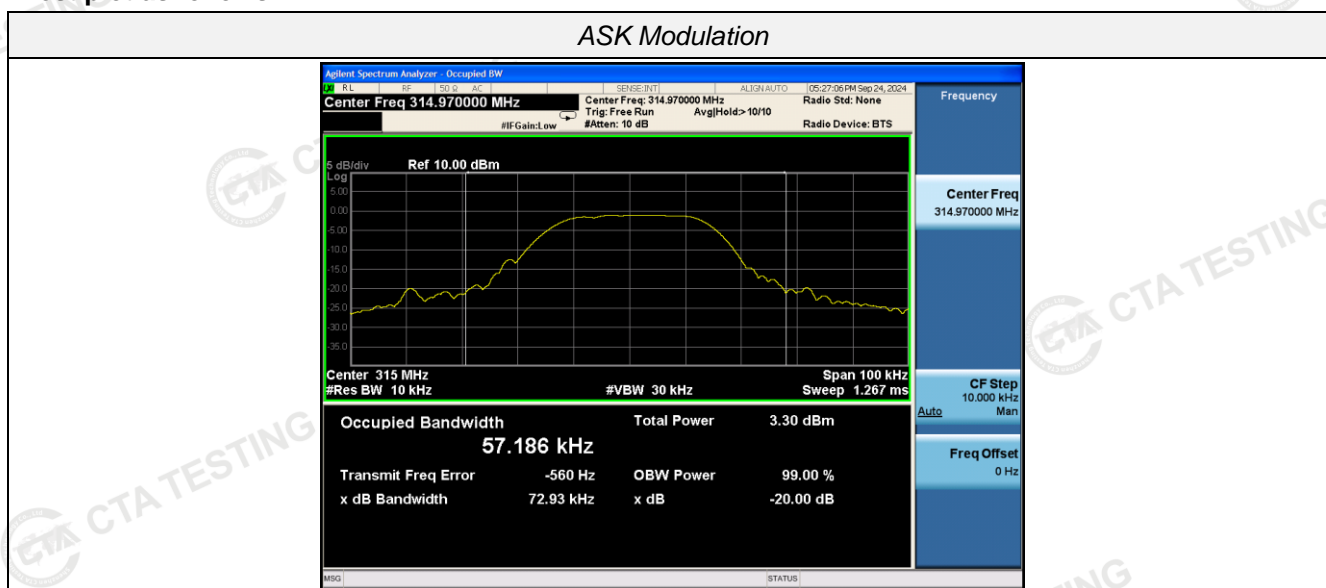 ASK Modulation
Agilent Spectrum Analyzer - Occupied BW
RL RF 50 Ω AC SENSE:INT ALIGN AUTO 05:27:06 PM Sep 24, 2024
Center Freq 314.970000 MHz
Center Freq: 314.970000 MHz Radio Std: None
Trig: Free Run Avg|Hold:> 10/10
#IFGain:Low #Atten: 10 dB Radio Device: BTS
Frequency
5 dB/div Ref 10.00 dBm
Log
5.00
0.00
-5.00
-10.0
-15.0
-20.0
-25.0
-30.0
-35.0
Center 315 MHz Span 100 kHz
#Res BW 10 kHz #VBW 30 kHz Sweep 1.267 ms
Occupied Bandwidth Total Power 3.30 dBm
57.186 kHz
Transmit Freq Error -560 Hz OBW Power 99.00 %
x dB Bandwidth 72.93 kHz x dB -20.00 dB
Center Freq
314.970000 MHz
CF Step
10.000 kHz
Auto Man
Freq Offset
0 Hz
MSG STATUS
CTA TESTING
CTA TESTING